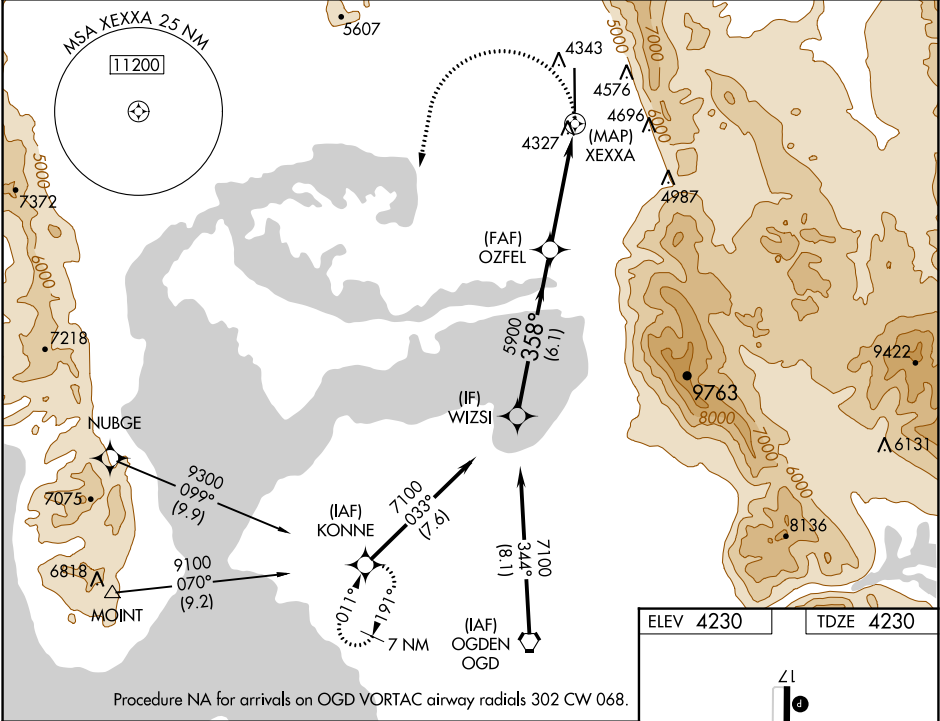 MSA XEXXA 25 NM
11200
5607
5000
7000
4343
4576
4696
6000
4327
(MAP)
XEXXA
4987
5000
7372
6000
7218
(FAF)
OZFEL
5900
358°
(6.1)
9422
9763
8000
7000
6000
6131
8136
(IF)
WIZSI
NUBGE
9300
099°
(9.9)
7075
(IAF)
KONNE
7100
033°
(7.6)
7100
344°
(8.1)
6818
9100
070°
(9.2)
MOINT
011°
191°
7 NM
(IAF)
OGDEN
OGD
Procedure NA for arrivals on OGD VORTAC airway radials 302 CW 068.
ELEV 4230
TDZE 4230
17
P